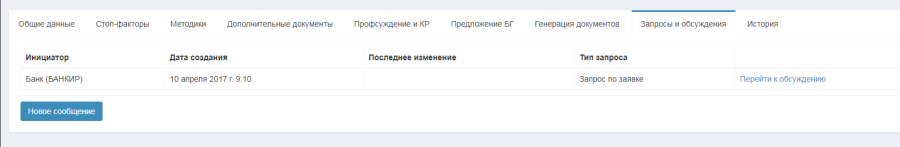 Общие данные Стоп-факторы Методики Дополнительные документы Профсуждение и КР Предложение БГ Генерация документов Запросы и обсуждения История
Инициатор Дата создания Последнее изменение Тип запроса
Банк (БАНКИР) 10 апреля 2017 г. 9:10 Запрос по заявке Перейти к обсуждению
Новое сообщение